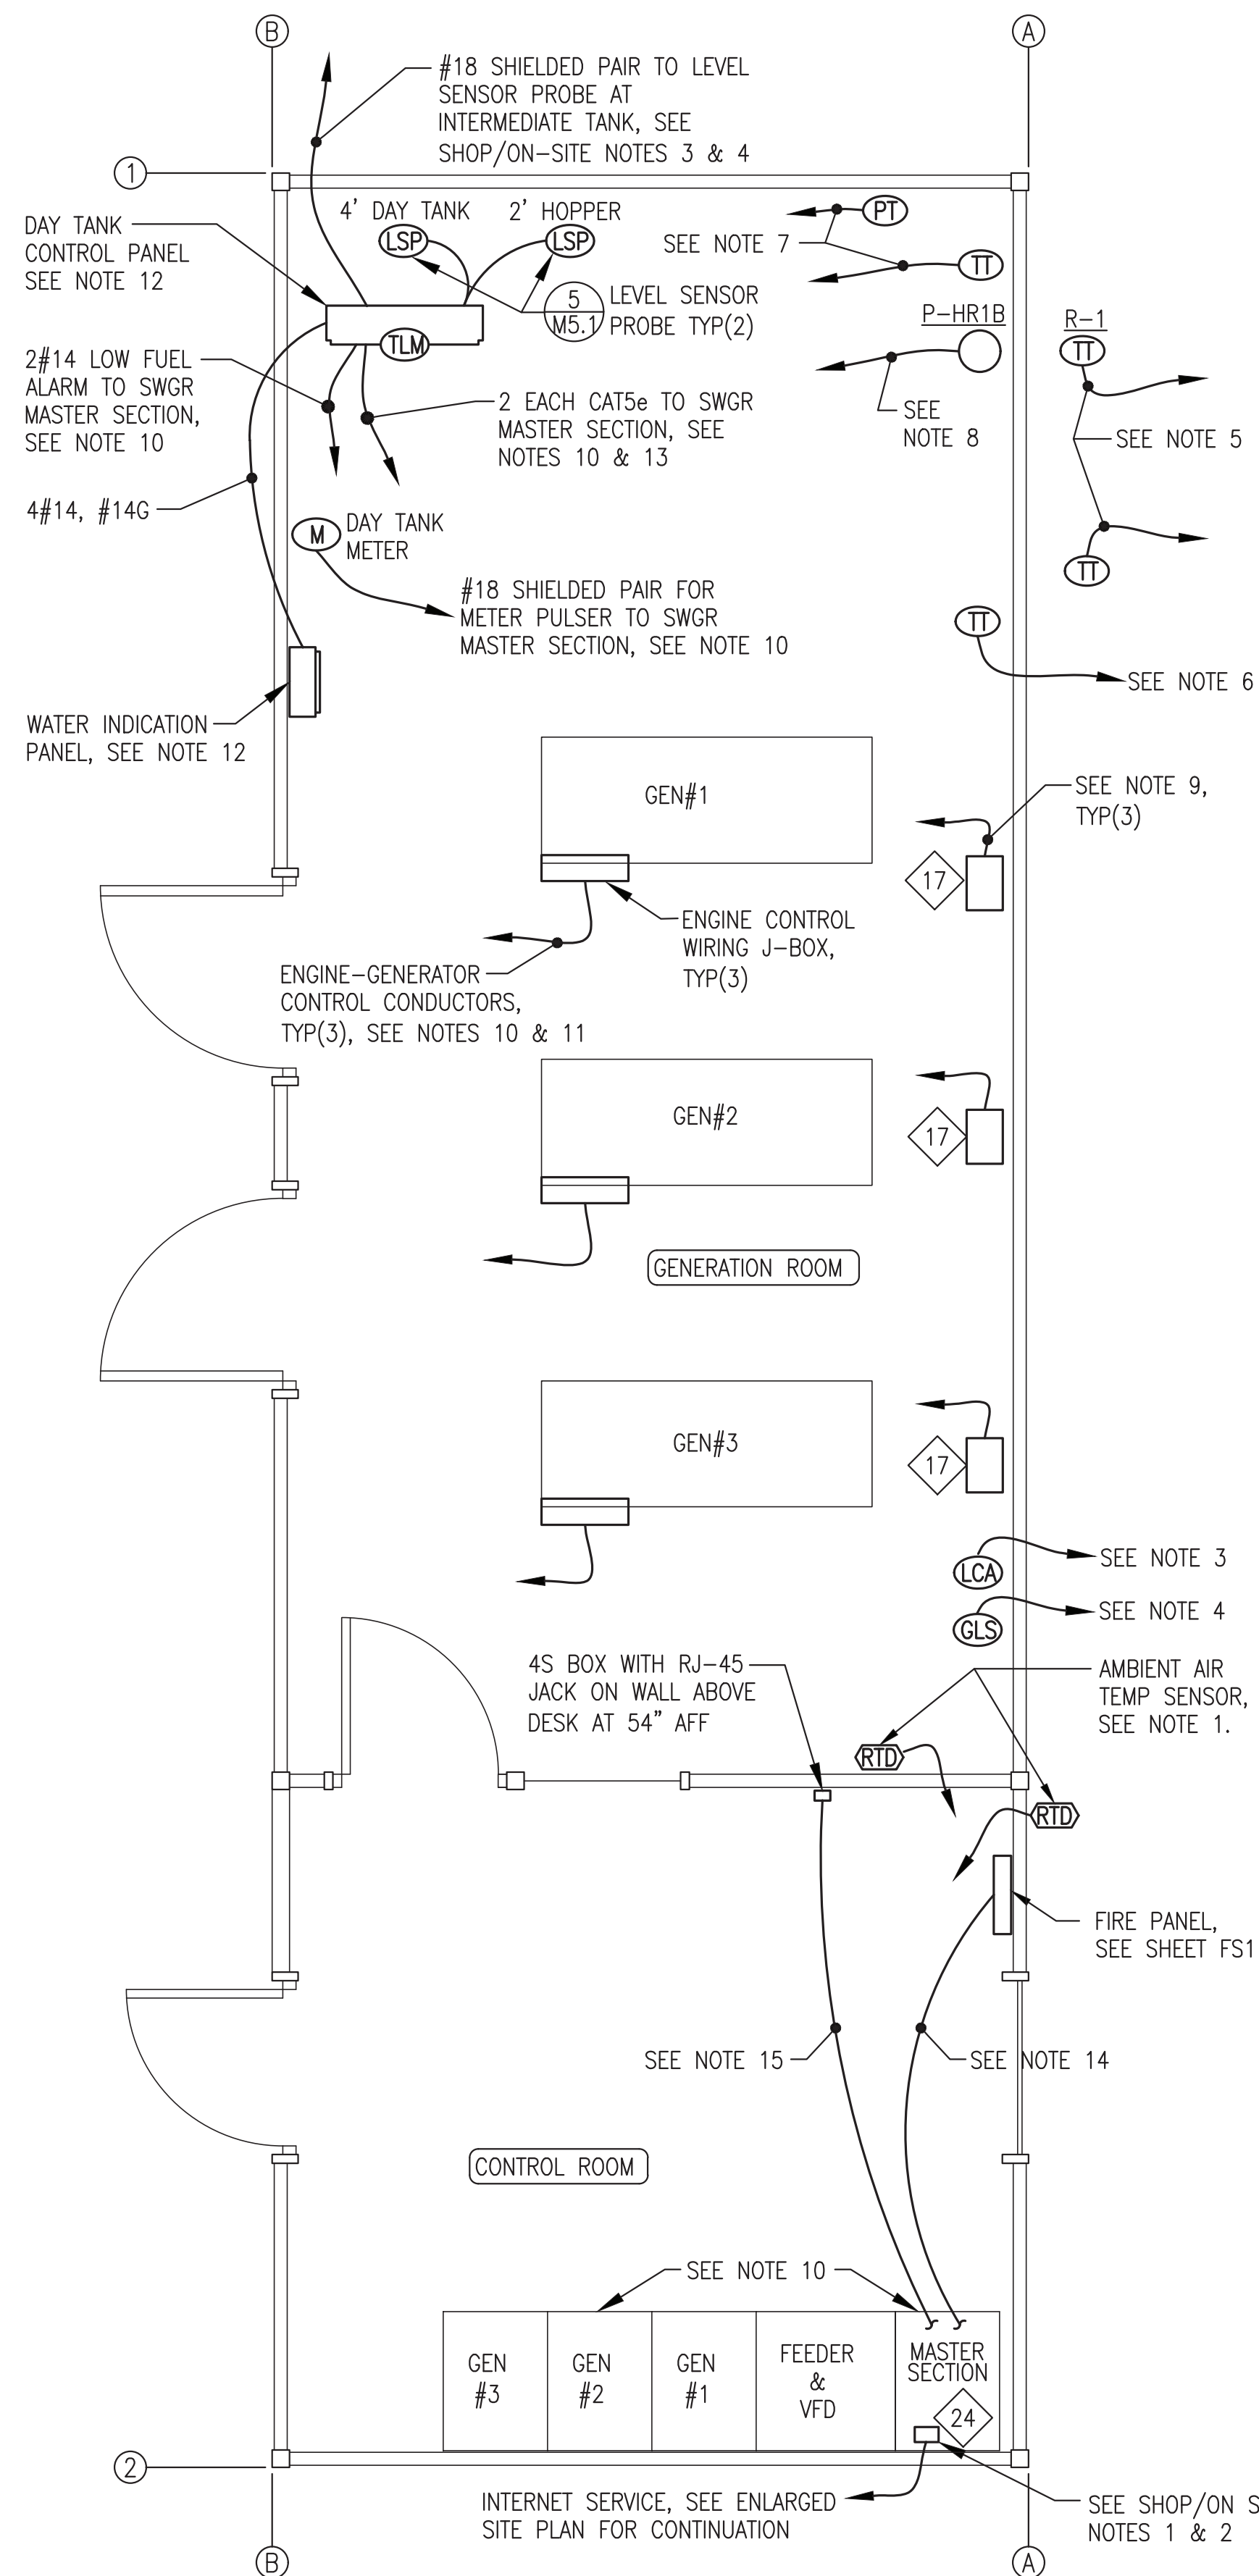 B
A
#18 SHIELDED PAIR TO LEVEL
SENSOR PROBE AT
INTERMEDIATE TANK, SEE
SHOP/ON-SITE NOTES 3 & 4
1
DAY TANK
CONTROL PANEL
SEE NOTE 12
4' DAY TANK
2' HOPPER
LSP
LSP
5
M5.1
LEVEL SENSOR
PROBE TYP(2)
TLM
PT
SEE NOTE 7
TT
P-HR1B
SEE
NOTE 8
R-1
TT
SEE NOTE 5
TT
2#14 LOW FUEL
ALARM TO SWGR
MASTER SECTION,
SEE NOTE 10
2 EACH CAT5e TO SWGR
MASTER SECTION, SEE
NOTES 10 & 13
4#14, #14G
M
DAY TANK
METER
#18 SHIELDED PAIR FOR
METER PULSER TO SWGR
MASTER SECTION, SEE NOTE 10
TT
SEE NOTE 6
WATER INDICATION
PANEL, SEE NOTE 12
GEN#1
SEE NOTE 9,
TYP(3)
17
ENGINE CONTROL
WIRING J-BOX,
TYP(3)
ENGINE-GENERATOR
CONTROL CONDUCTORS,
TYP(3), SEE NOTES 10 & 11
GEN#2
17
GENERATION ROOM
GEN#3
17
LCA
SEE NOTE 3
GLS
SEE NOTE 4
4S BOX WITH RJ-45
JACK ON WALL ABOVE
DESK AT 54" AFF
AMBIENT AIR
TEMP SENSOR,
SEE NOTE 1.
RTD
RTD
FIRE PANEL,
SEE SHEET FS1
SEE NOTE 15
SEE NOTE 14
CONTROL ROOM
SEE NOTE 10
GEN
#3
GEN
#2
GEN
#1
FEEDER
&
VFD
MASTER
SECTION
24
2
INTERNET SERVICE, SEE ENLARGED
SITE PLAN FOR CONTINUATION
SEE SHOP/ON S
NOTES 1 & 2
B
A